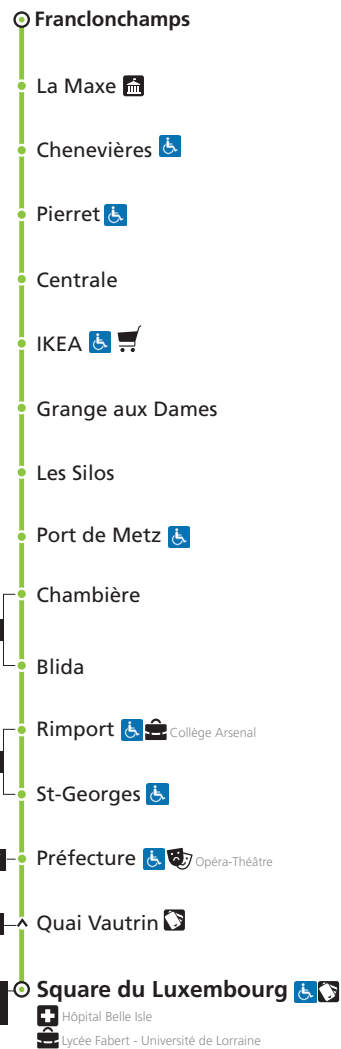 Franclonchamps
La Maxe
Chenevières
Pierret
Centrale
IKEA
Grange aux Dames
Les Silos
Port de Metz
Chambière
Blida
Rimport Collège Arsenal
St-Georges
Préfecture Opéra-Théâtre
Quai Vautrin
Square du Luxembourg
Hôpital Belle Isle
Lycée Fabert - Université de Lorraine